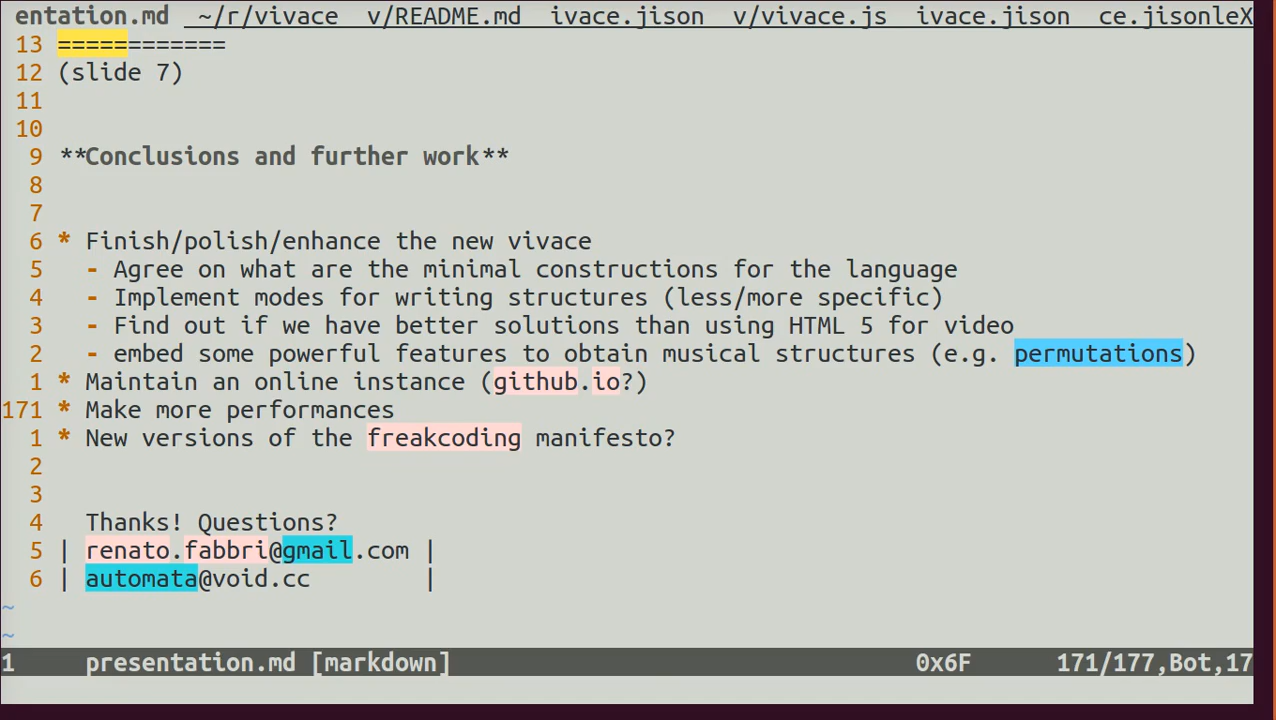 entation.md ~/r/vivace v/README.md ivace.jison v/vivace.js ivace.jison ce.jisonleX
13 ============
12 (slide 7)
11
10
9 **Conclusions and further work**
8
7
6 * Finish/polish/enhance the new vivace
5 - Agree on what are the minimal constructions for the language
4 - Implement modes for writing structures (less/more specific)
3 - Find out if we have better solutions than using HTML 5 for video
2 - embed some powerful features to obtain musical structures (e.g. permutations)
1 * Maintain an online instance (github.io?)
171 * Make more performances
1 * New versions of the freakcoding manifesto?
2
3
4 Thanks! Questions?
5 | renato.fabbri@gmail.com |
6 | automata@void.cc |
~
~
1 presentation.md [markdown] 0x6F 171/177,Bot,17